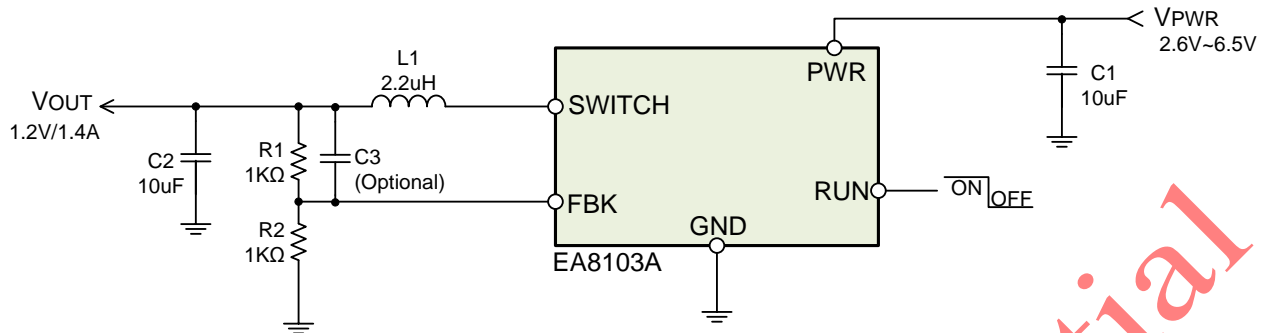 VPWR
2.6V~6.5V
C1
10uF
PWR
L1
2.2uH
SWITCH
VOUT
1.2V/1.4A
C2
10uF
R1
1KΩ
C3
(Optional)
FBK
RUN
ON
OFF
R2
1KΩ
GND
EA8103A
tial